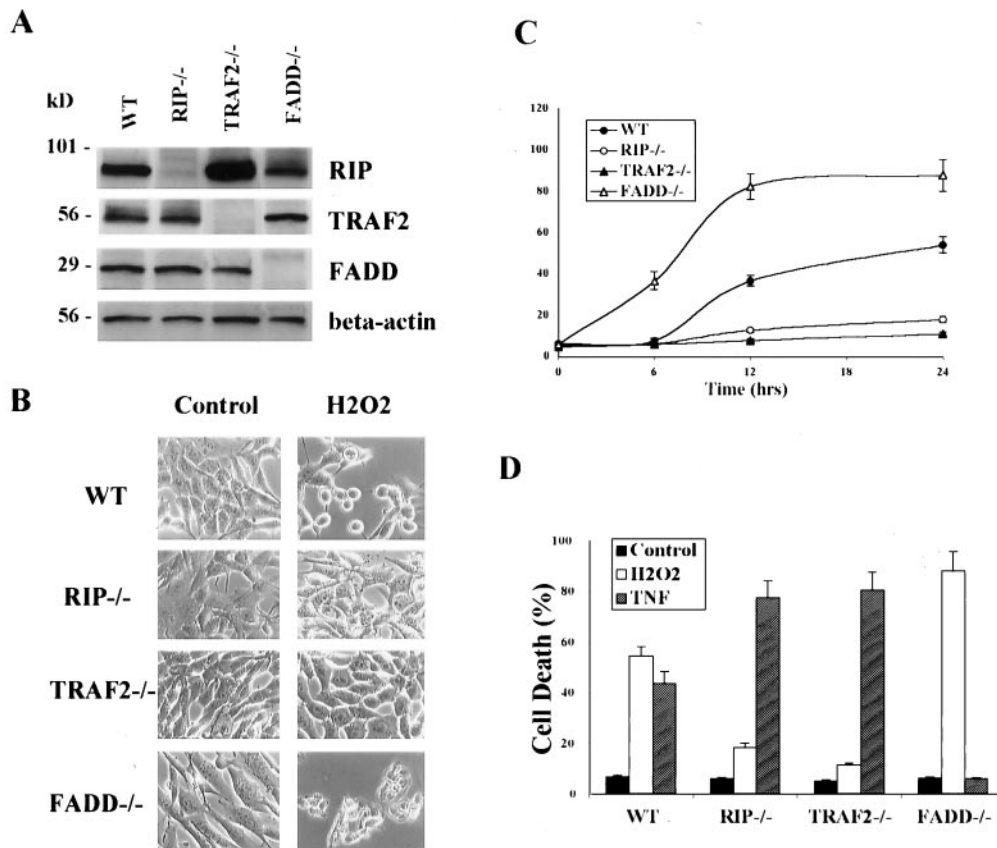 A
kD
WT
RIP-/-
TRAF2-/-
FADD-/-
101 -
RIP
56 -
TRAF2
29 -
FADD
56 -
beta-actin
B
Control H2O2
WT
RIP-/-
TRAF2-/-
FADD-/-
C
120
100
80
60
40
20
0
WT
RIP-/-
TRAF2-/-
FADD-/-
0 6 12 18 24
Time (hrs)
D
Cell Death (%)
100
80
60
40
20
0
Control
H2O2
TNF
WT RIP-/- TRAF2-/- FADD-/-